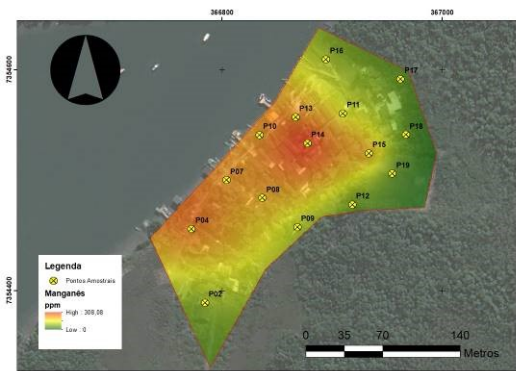 366800
367000
7354600
7354400
P16
P17
P13
P11
P10
P18
P14
P15
P07
P19
P08
P12
P04
P09
P02
Legenda
Pontos Amostrais
Manganês
ppm
High : 308,08
Low : 0
0 35 70 140
Metros